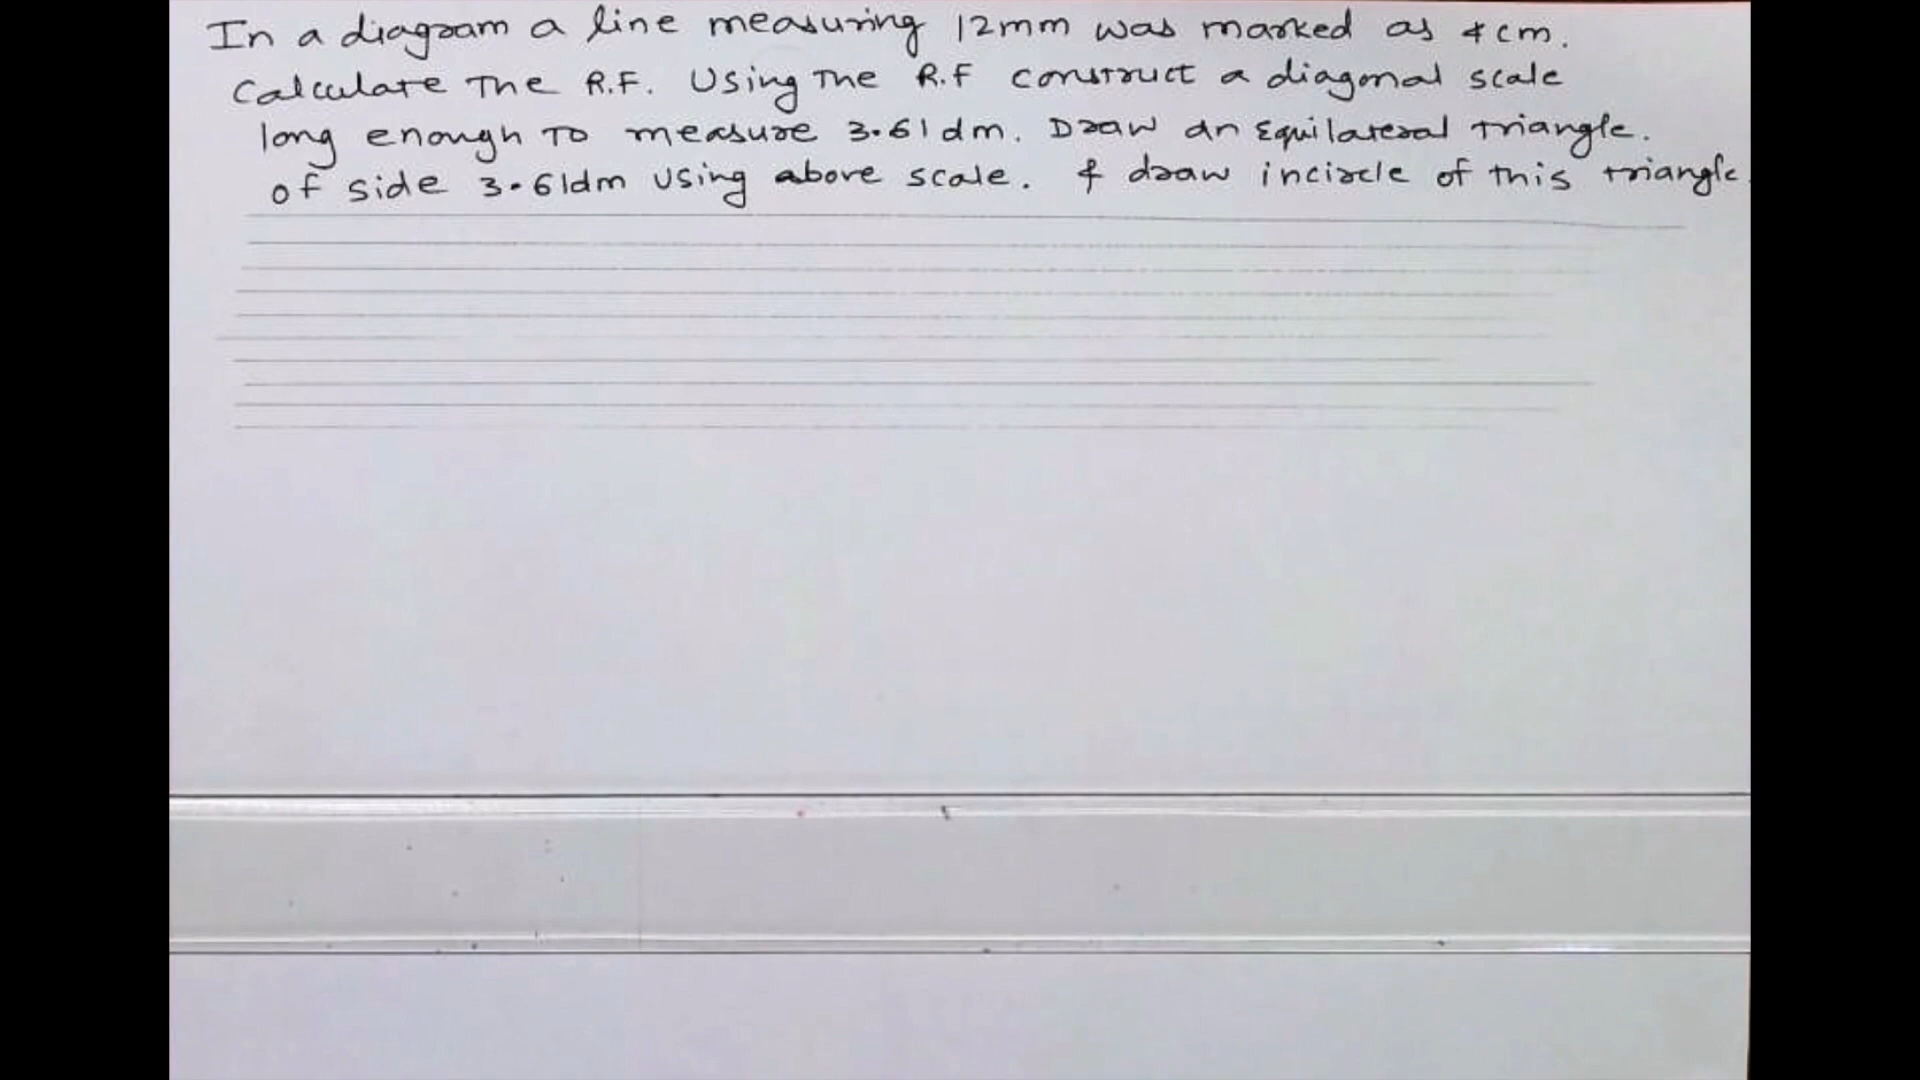 In a diagram a line measuring 12mm was marked as 4cm.
Calculate The R.F. Using The R.F construct a diagonal scale
long enough to measure 3.61dm. Draw an Equilateral triangle.
of side 3.61dm using above scale. & draw incircle of this triangle.